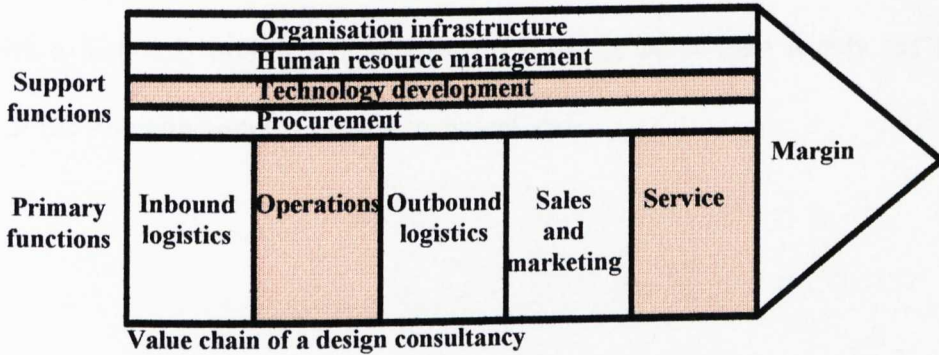 Organisation infrastructure
Human resource management
Support
functions
Technology development
Procurement
Margin
Primary
functions
Inbound
logistics
Operations
Outbound
logistics
Sales
and
marketing
Service
Value chain of a design consultancy